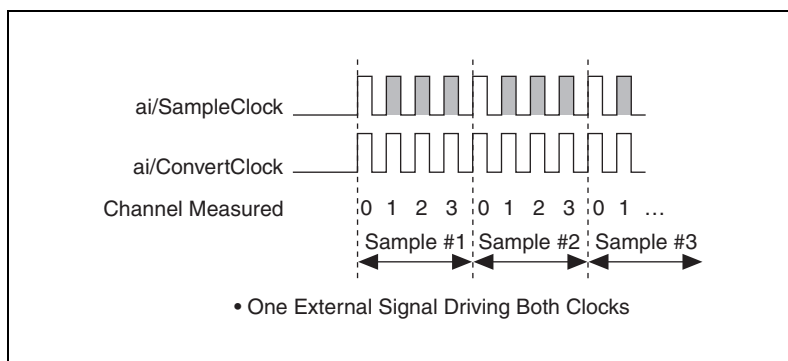 ai/SampleClock
ai/ConvertClock
Channel Measured 0 1 2 3 0 1 2 3 0 1 …
Sample #1 Sample #2 Sample #3
• One External Signal Driving Both Clocks